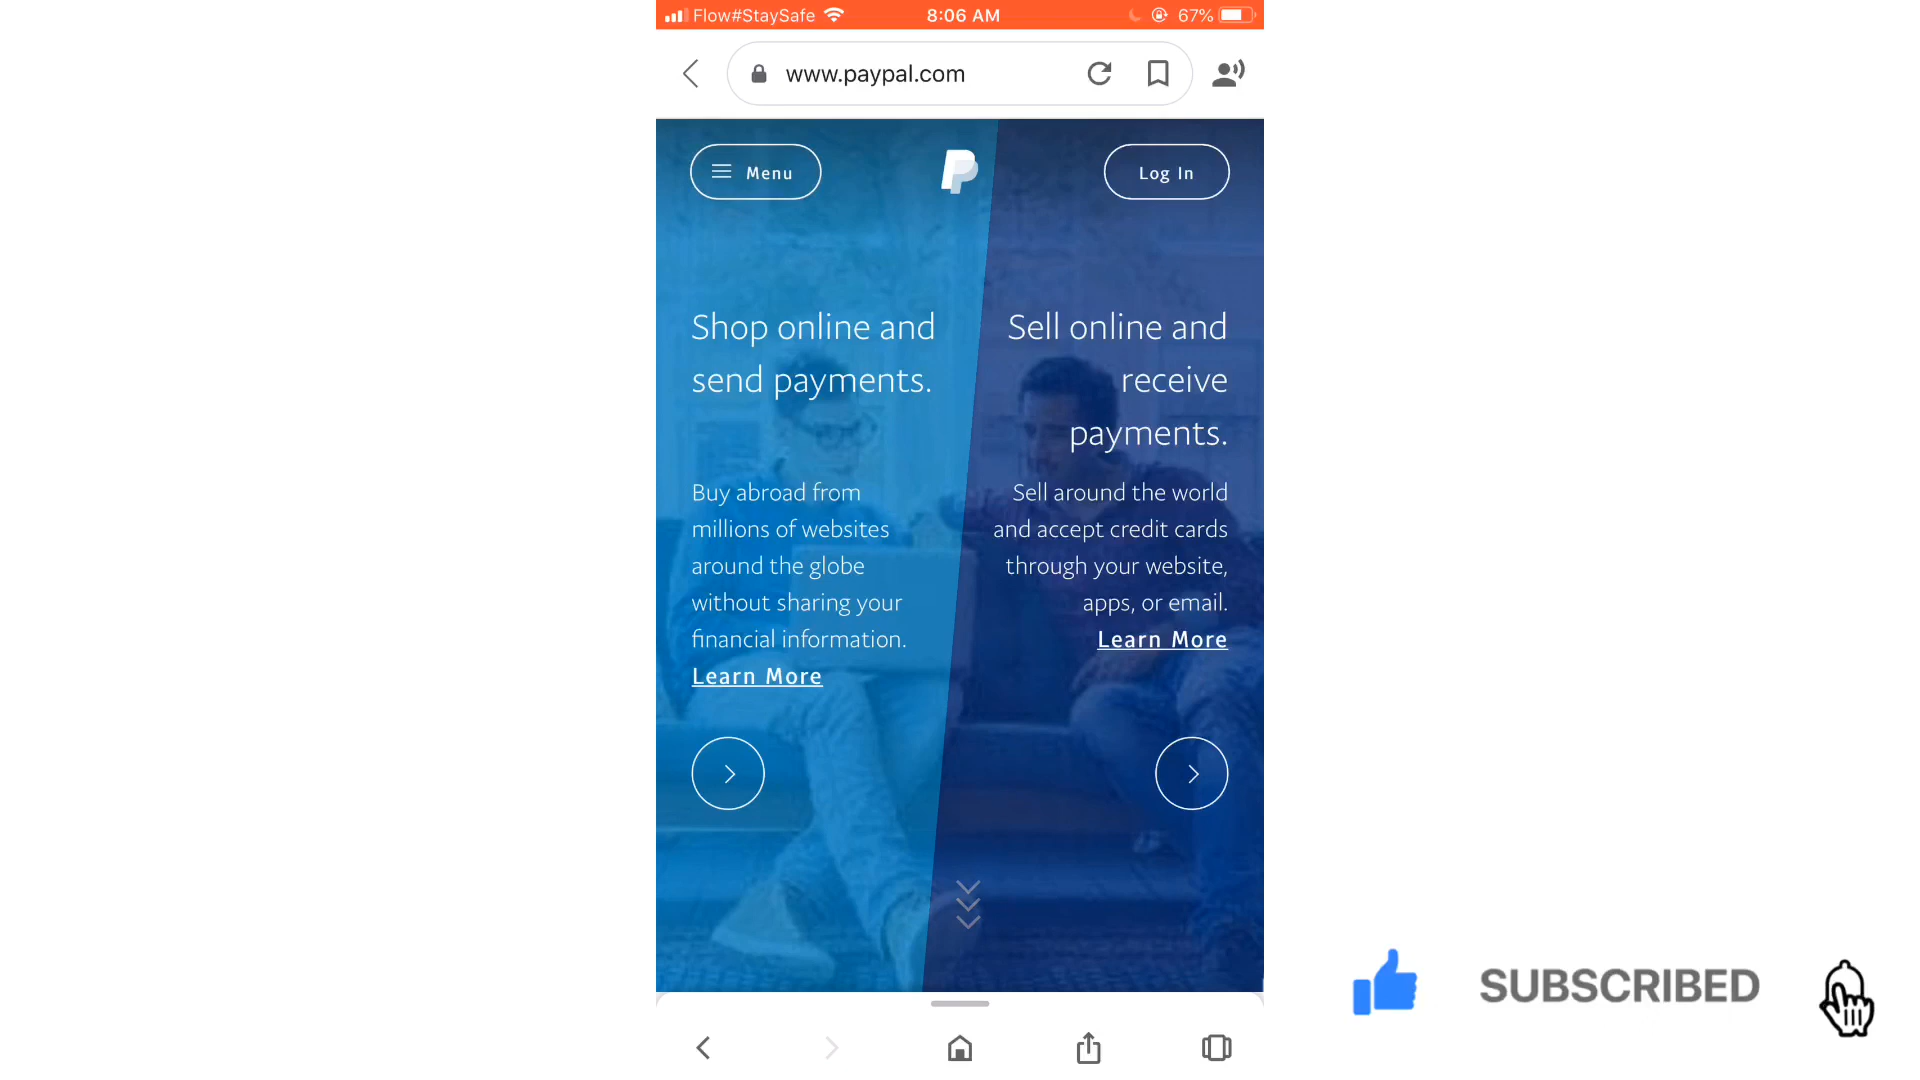 Flow#StaySafe
8:06 AM
67%
www.paypal.com
Menu
Log In
Shop online and
send payments.
Buy abroad from
millions of websites
around the globe
without sharing your
financial information.
Learn More
Sell online and
receive
payments.
Sell around the world
and accept credit cards
through your website,
apps, or email.
Learn More
SUBSCRIBED